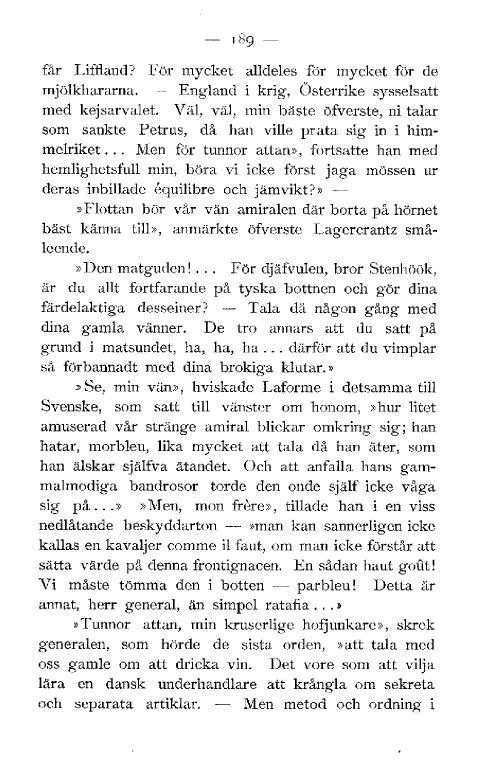 — 189 —
får Liffland? För mycket alldeles för mycket för de
mjölkhararna. — England i krig, Österrike sysselsatt
med kejsarvalet. Väl, väl, min bäste öfverste, ni talar
som sankte Petrus, då han ville prata sig in i him-
melriket... Men för tunnor attan», fortsatte han med
hemlighetsfull min, böra vi icke först jaga mössen ur
deras inbillade équilibre och jämvikt?» —
»Flottan bör vår vän amiralen där borta på hörnet
bäst känna till», anmärkte öfverste Lagercrantz små-
leende.
»Den matguden!... För djäfvulen, bror Stenhöök,
är du allt fortfarande på tyska bottnen och gör dina
färdelaktiga desseiner? — Tala då någon gång med
dina gamla vänner. De tro annars att du satt på
grund i matsundet, ha, ha, ha... därför att du vimplar
så förbannadt med dina brokiga klutar.»
»Se, min vän», hviskade Laforme i detsamma till
Svenske, som satt till vänster om honom, »hur litet
amuserad vår stränge amiral blickar omkring sig; han
hatar, morbleu, lika mycket att tala då han äter, som
han älskar själfva ätandet. Och att anfalla hans gam-
malmodiga bandrosor torde den onde själf icke våga
sig på...» »Men, mon frère», tillade han i en viss
nedlåtande beskyddarton — »man kan sannerligen icke
kallas en kavaljer comme il faut, om man icke förstår att
sätta värde på denna frontignacen. En sådan haut goût!
Vi måste tömma den i botten — parbleu! Detta är
annat, herr general, än simpel ratafia...»
»Tunnor attan, min kruserlige hofjunkare», skrek
generalen, som hörde de sista orden, »att tala med
oss gamle om att dricka vin. Det vore som att vilja
lära en dansk underhandlare att krångla om sekreta
och separata artiklar. — Men metod och ordning i